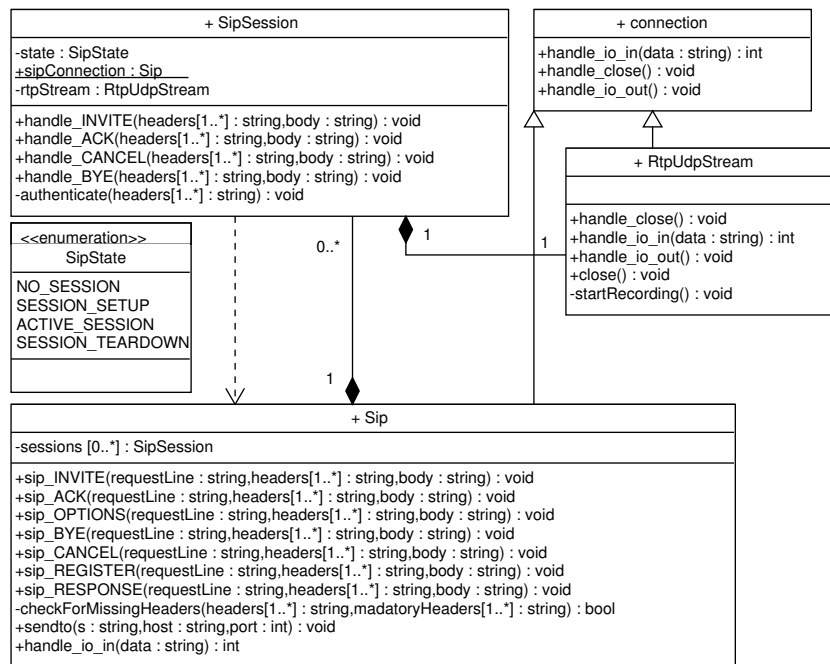 + SipSession
-state : SipState
+sipConnection : Sip
-rtpStream : RtpUdpStream
+handle_INVITE(headers[1..*] : string,body : string) : void
+handle_ACK(headers[1..*] : string,body : string) : void
+handle_CANCEL(headers[1..*] : string,body : string) : void
+handle_BYE(headers[1..*] : string,body : string) : void
-authenticate(headers[1..*] : string) : void
+ connection
+handle_io_in(data : string) : int
+handle_close() : void
+handle_io_out() : void
+ RtpUdpStream
+handle_close() : void
+handle_io_in(data : string) : int
+handle_io_out() : void
+close() : void
-startRecording() : void
<<enumeration>>
SipState
NO_SESSION
SESSION_SETUP
ACTIVE_SESSION
SESSION_TEARDOWN
0..*
1
1
1
+ Sip
-sessions [0..*] : SipSession
+sip_INVITE(requestLine : string,headers[1..*] : string,body : string) : void
+sip_ACK(requestLine : string,headers[1..*] : string,body : string) : void
+sip_OPTIONS(requestLine : string,headers[1..*] : string,body : string) : void
+sip_BYE(requestLine : string,headers[1..*] : string,body : string) : void
+sip_CANCEL(requestLine : string,headers[1..*] : string,body : string) : void
+sip_REGISTER(requestLine : string,headers[1..*] : string,body : string) : void
+sip_RESPONSE(requestLine : string,headers[1..*] : string,body : string) : void
-checkForMissingHeaders(headers[1..*] : string,madatoryHeaders[1..*] : string) : bool
+sendto(s : string,host : string,port : int) : void
+handle_io_in(data : string) : int